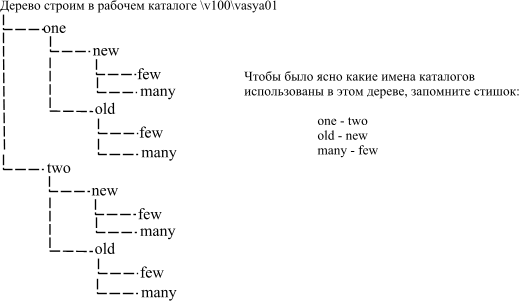 Дерево строим в рабочем каталоге \v100\vasya01
one
new
few
many
old
few
many
two
new
few
many
old
few
many
Чтобы было ясно какие имена каталогов
использованы в этом дереве, запомните стишок:
one - two
old - new
many - few